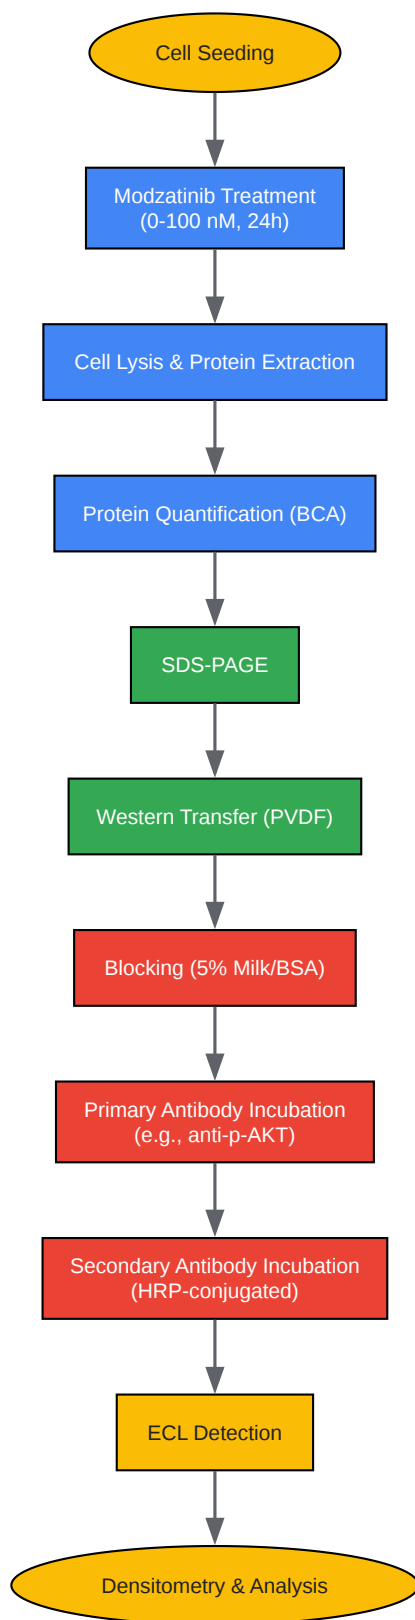 Cell Seeding
Modzatinib Treatment
(0-100 nM, 24h)
Cell Lysis & Protein Extraction
Protein Quantification (BCA)
SDS-PAGE
Western Transfer (PVDF)
Blocking (5% Milk/BSA)
Primary Antibody Incubation
(e.g., anti-p-AKT)
Secondary Antibody Incubation
(HRP-conjugated)
ECL Detection
Densitometry & Analysis